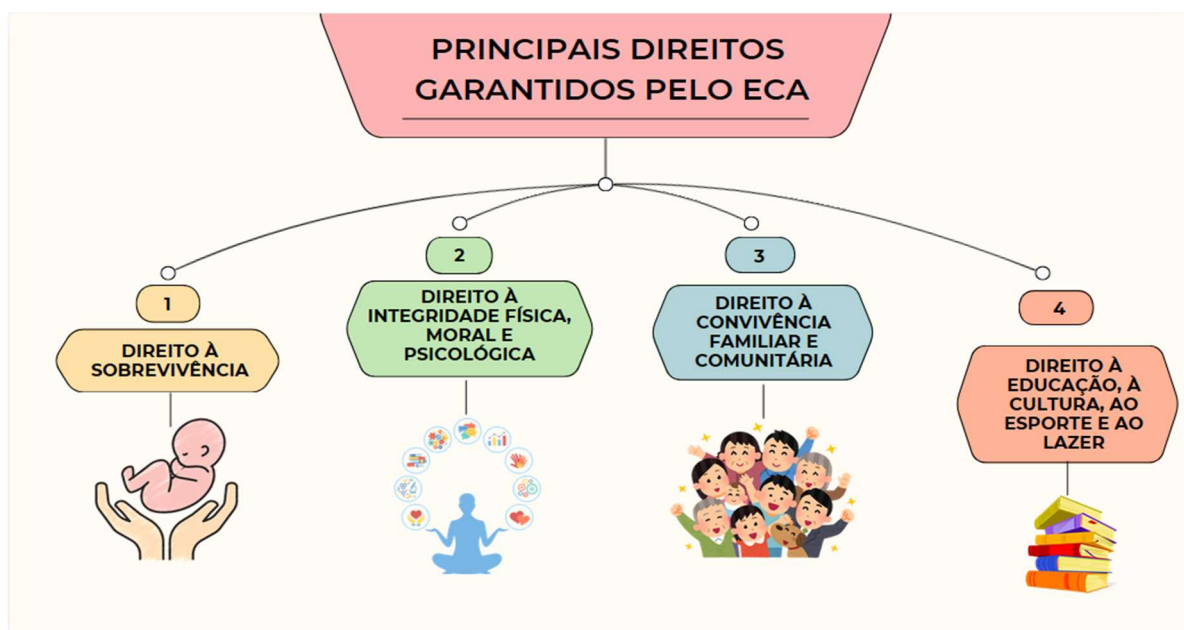 PRINCIPAIS DIREITOS
GARANTIDOS PELO ECA
1
DIREITO À
SOBREVIVÊNCIA
2
DIREITO À
INTEGRIDADE FÍSICA,
MORAL E
PSICOLÓGICA
3
DIREITO À
CONVIVÊNCIA
FAMILIAR E
COMUNITÁRIA
4
DIREITO À
EDUCAÇÃO, À
CULTURA, AO
ESPORTE E AO
LAZER